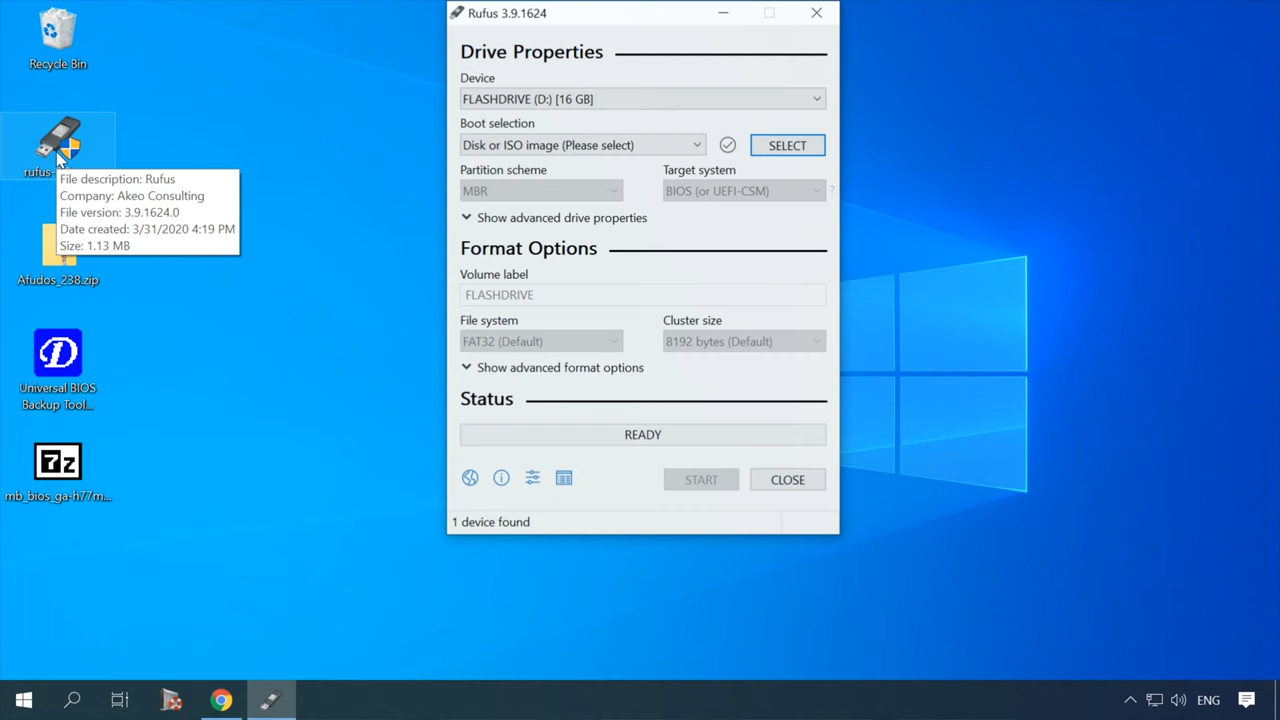 Recycle Bin
rufus-
File description: Rufus
Company: Akeo Consulting
File version: 3.9.1624.0
Date created: 3/31/2020 4:19 PM
Size: 1.13 MB
Afudos_238.zip
Universal BIOS
Backup Tool...
7z
mb_bios_ga-h77m...
Rufus 3.9.1624
Drive Properties
Device
FLASHDRIVE (D:) [16 GB]
Boot selection
Disk or ISO image (Please select)
SELECT
Partition scheme
Target system
MBR
BIOS (or UEFI-CSM)
?
Show advanced drive properties
Format Options
Volume label
FLASHDRIVE
File system
Cluster size
FAT32 (Default)
8192 bytes (Default)
Show advanced format options
Status
READY
START
CLOSE
1 device found
ENG